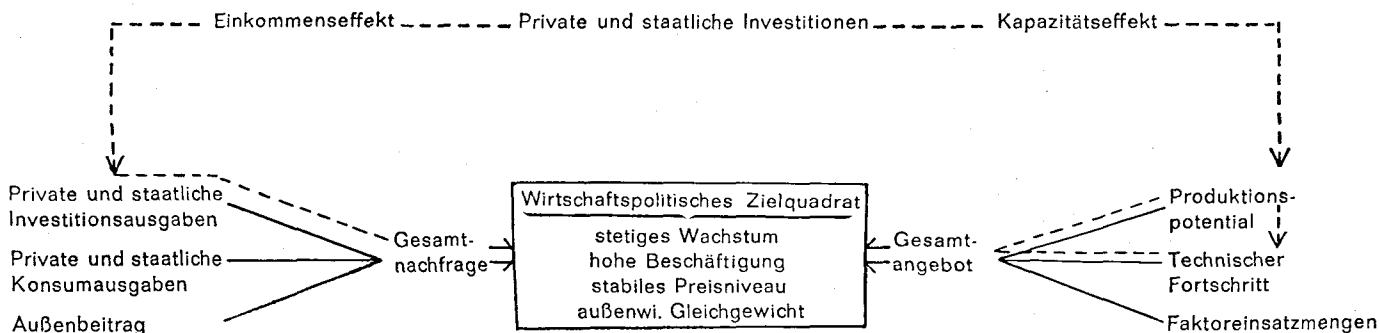 Einkommenseffekt Private und staatliche Investitionen Kapazitätseffekt
Private und staatliche
Investitionsausgaben
Private und staatliche
Konsumausgaben
Außenbeitrag
Gesamt-
nachfrage
Wirtschaftspolitisches Zielquadrat
stetiges Wachstum
hohe Beschäftigung
stabiles Preisniveau
außenwi. Gleichgewicht
Gesamt-
angebot
Produktions-
potential
Technischer
Fortschritt
Faktoreinsatzmengen